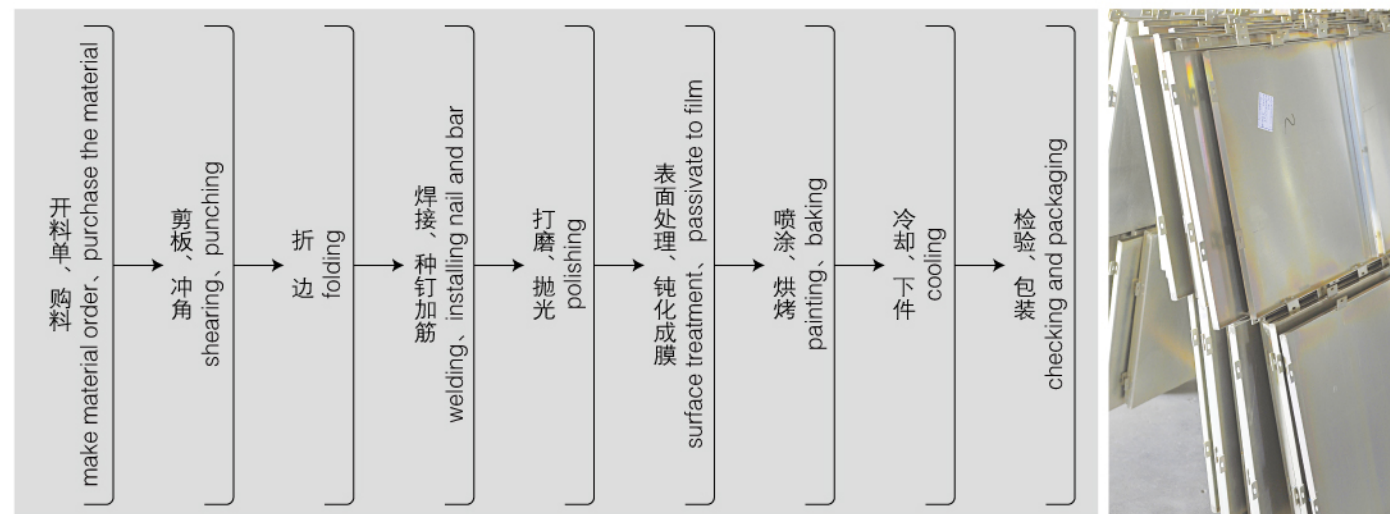 开料单、购料
make material order、purchase the material
剪板、冲角
shearing、punching
折边
folding
焊接、种钉加筋
welding、installing nail and bar
打磨、抛光
polishing
表面处理、钝化成膜
surface treatment、passivate to film
喷涂、烘烤
painting、baking
冷却、下件
cooling
检验、包装
checking and packaging